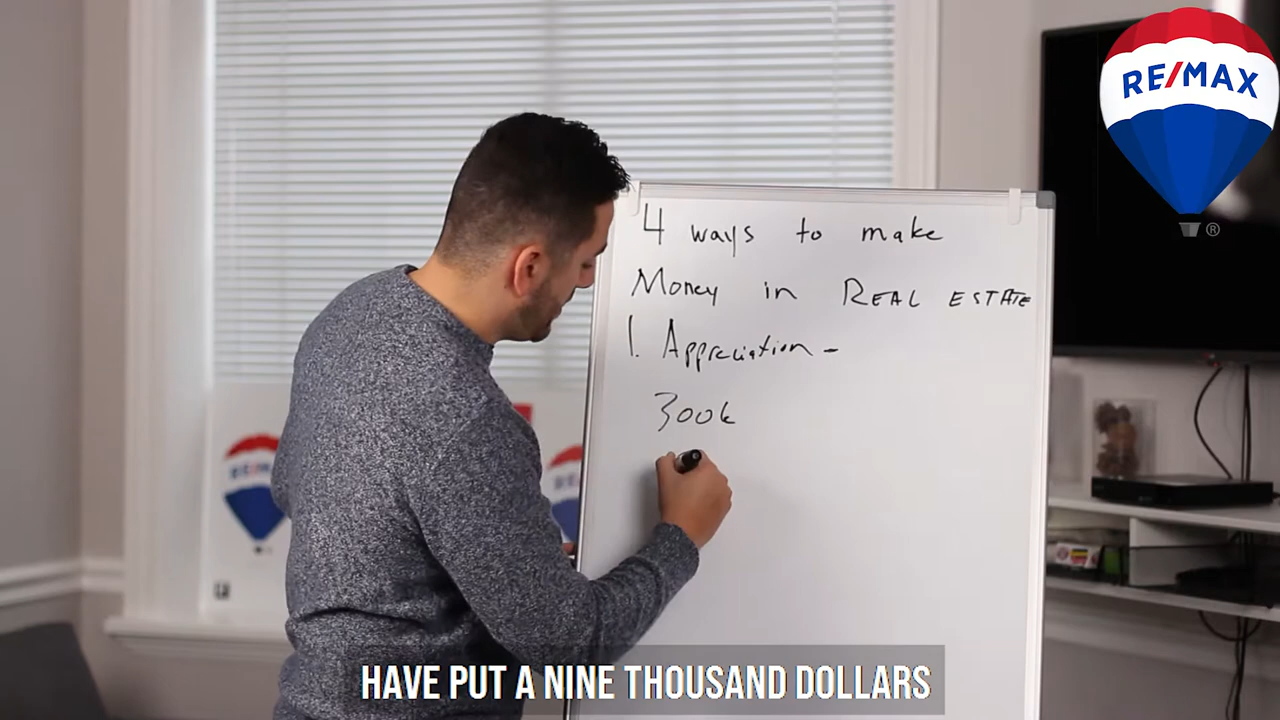 RE/MAX
®
4 ways to make
Money in REAL ESTATE
1. Appreciation -
300k
HAVE PUT A NINE THOUSAND DOLLARS